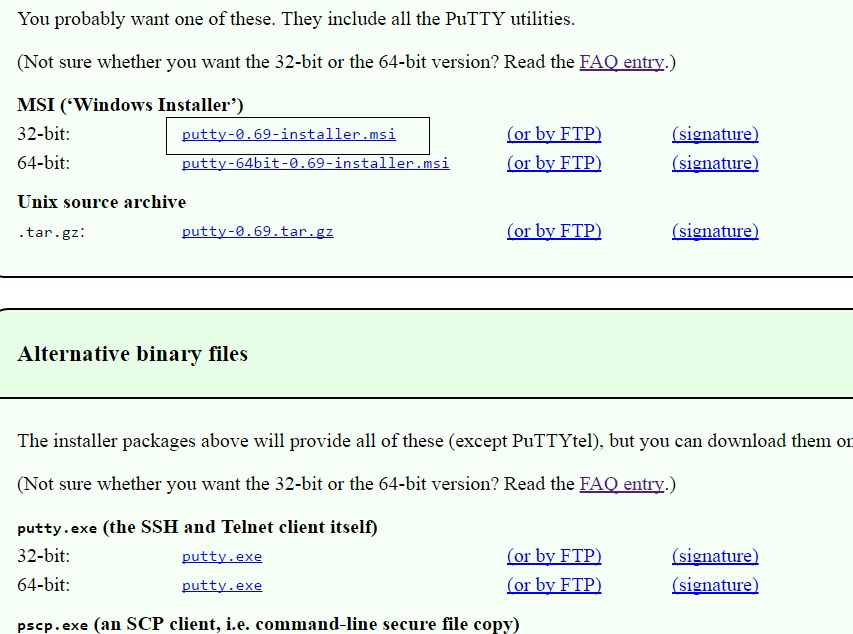 You probably want one of these. They include all the PuTTY utilities.
(Not sure whether you want the 32-bit or the 64-bit version? Read the FAQ entry.)
MSI (‘Windows Installer’)
32-bit: putty-0.69-installer.msi (or by FTP) (signature)
64-bit: putty-64bit-0.69-installer.msi (or by FTP) (signature)
Unix source archive
.tar.gz: putty-0.69.tar.gz (or by FTP) (signature)
Alternative binary files
The installer packages above will provide all of these (except PuTTYtel), but you can download them
(Not sure whether you want the 32-bit or the 64-bit version? Read the FAQ entry.)
putty.exe (the SSH and Telnet client itself)
32-bit: putty.exe (or by FTP) (signature)
64-bit: putty.exe (or by FTP) (signature)
pscp.exe (an SCP client, i.e. command-line secure file copy)